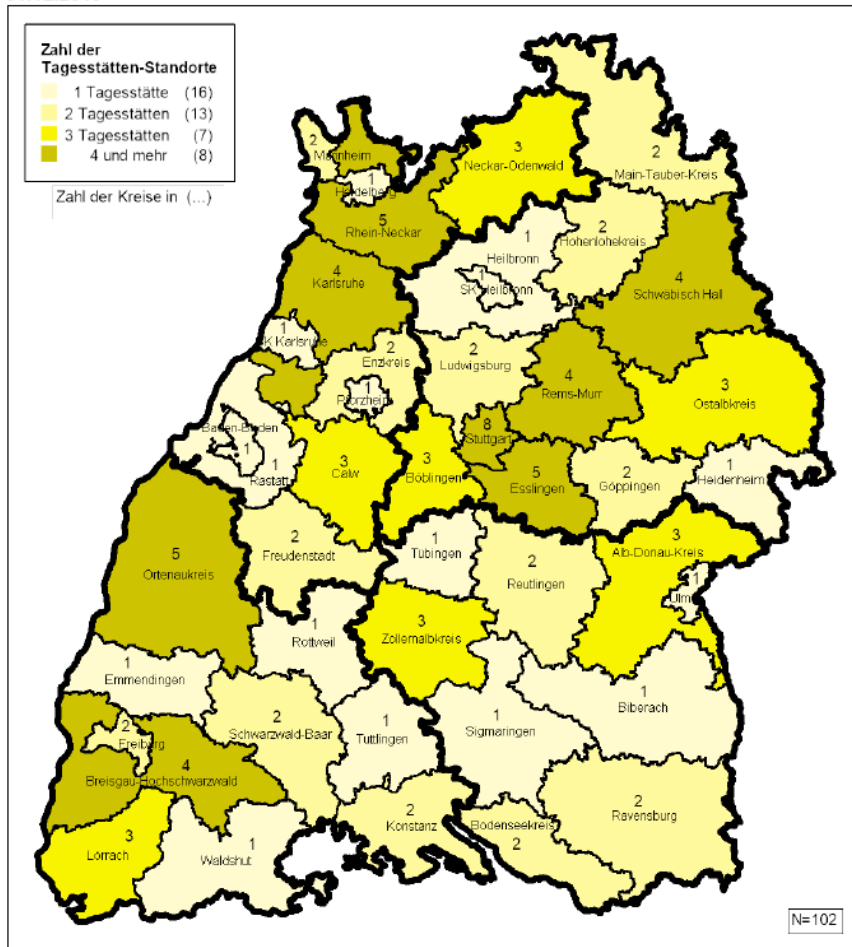 Zahl der
Tagesstätten-Standorte
1 Tagesstätte (16)
2 Tagesstätten (13)
3 Tagesstätten (7)
4 und mehr (8)
Zahl der Kreise in (...)
2
Mannheim
1
Heidelberg
5
Rhein-Neckar
3
Neckar-Odenwald
2
Main-Tauber-Kreis
1
Heilbronn
1
SK Heilbronn
2
Hohenlohekreis
4
Schwäbisch Hall
4
Karlsruhe
1
K Karlsruhe
2
Enzkreis
1
Pforzheim
2
Ludwigsburg
4
Rems-Murr
3
Ostalbkreis
Baden-Baden
1
1
Rastatt
3
Calw
3
Böblingen
8
Stuttgart
5
Esslingen
2
Göppingen
1
Heidenheim
5
Ortenaukreis
2
Freudenstadt
1
Tübingen
2
Reutlingen
3
Alb-Donau-Kreis
1
Ulm
1
Rottweil
3
Zollernalbkreis
1
Emmendingen
2
Schwarzwald-Baar
1
Tuttlingen
1
Sigmaringen
1
Biberach
2
Freiburg
4
Breisgau-Hochschwarzwald
3
Lörrach
1
Waldshut
2
Konstanz
Bodenseekreis
2
2
Ravensburg
N=102